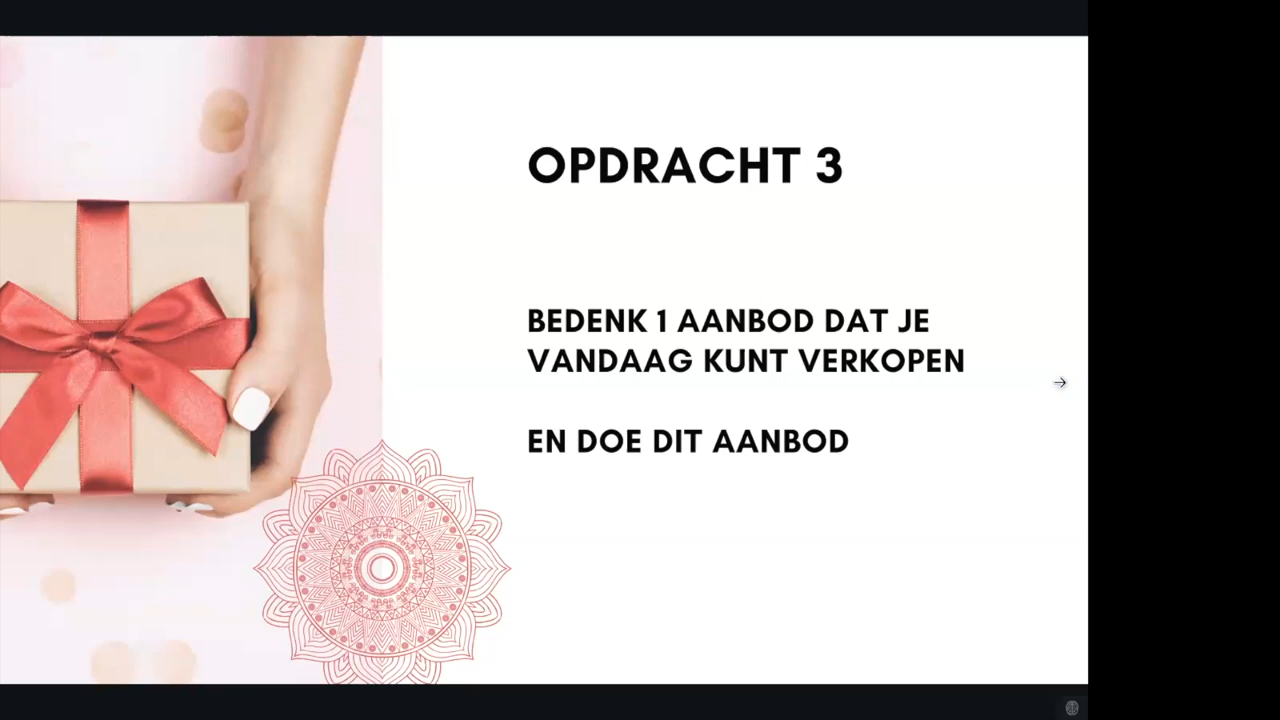 OPDRACHT 3
BEDENK 1 AANBOD DAT JE
VANDAAG KUNT VERKOPEN
EN DOE DIT AANBOD